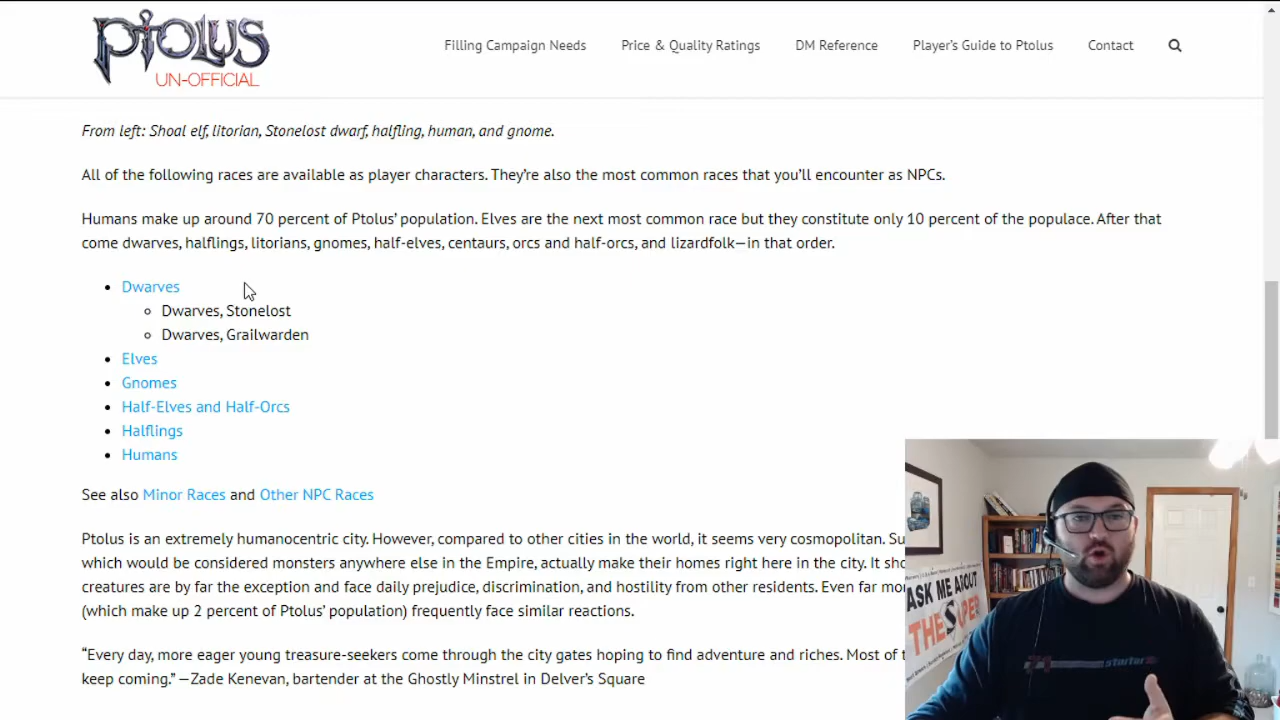 PTOLUS
UN-OFFICIAL
Filling Campaign Needs Price & Quality Ratings DM Reference Player's Guide to Ptolus Contact
From left: Shoal elf, litorian, Stonelost dwarf, halfling, human, and gnome.
All of the following races are available as player characters. They're also the most common races that you'll encounter as NPCs.
Humans make up around 70 percent of Ptolus' population. Elves are the next most common race but they constitute only 10 percent of the populace. After that
come dwarves, halflings, litorians, gnomes, half-elves, centaurs, orcs and half-orcs, and lizardfolk—in that order.
Dwarves
Dwarves, Stonelost
Dwarves, Grailwarden
Elves
Gnomes
Half-Elves and Half-Orcs
Halflings
Humans
See also Minor Races and Other NPC Races
Ptolus is an extremely humanocentric city. However, compared to other cities in the world, it seems very cosmopolitan. Su
which would be considered monsters anywhere else in the Empire, actually make their homes right here in the city. It sho
creatures are by far the exception and face daily prejudice, discrimination, and hostility from other residents. Even far mor
(which make up 2 percent of Ptolus' population) frequently face similar reactions.
"Every day, more eager young treasure-seekers come through the city gates hoping to find adventure and riches. Most of t
keep coming." —Zade Kenevan, bartender at the Ghostly Minstrel in Delver's Square
ASK ME ABOUT
THE
starter